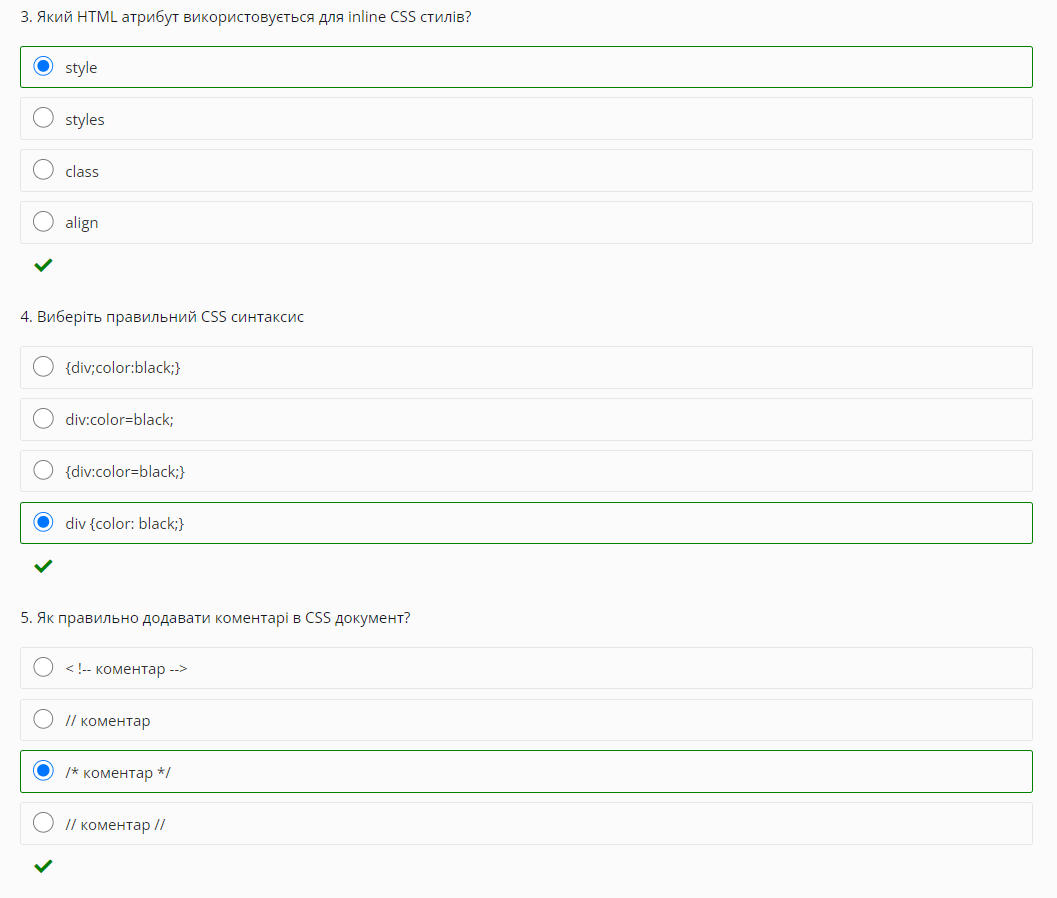 3. Який HTML атрибут використовується для inline CSS стилів?
style
styles
class
align
4. Виберіть правильний CSS синтаксис
{div;color:black;}
div:color=black;
{div:color=black;}
div {color: black;}
5. Як правильно додавати коментарі в CSS документ?
< !-- коментар -->
// коментар
/* коментар */
// коментар //